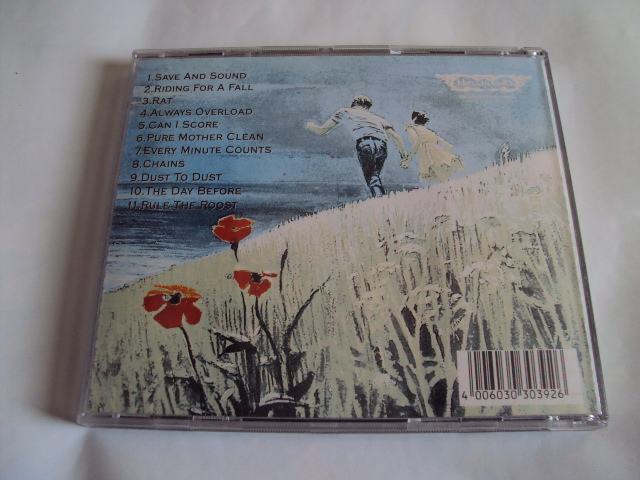 1.Save And Sound
2.Riding For A Fall
3.Rat
4.Always Overload
5.Can I Score
6.Pure Mother Clean
7.Every Minute Counts
8.Chains
9.Dust To Dust
10.The Day Before
11.Rule The Roost
4 006030 303926